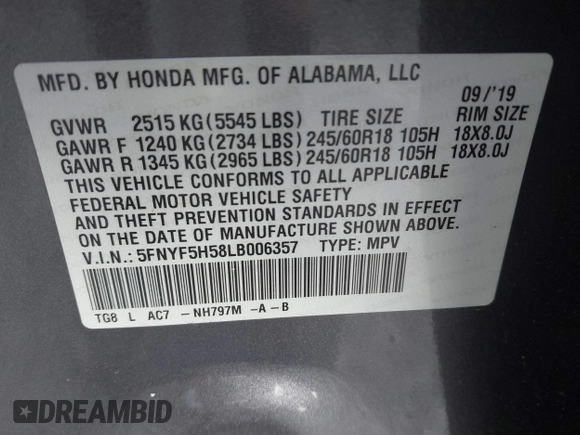 MFD. BY HONDA MFG. OF ALABAMA, LLC
09/'19
GVWR 2515 KG(5545 LBS) TIRE SIZE RIM SIZE
GAWR F 1240 KG(2734 LBS) 245/60R18 105H 18X8.0J
GAWR R 1345 KG(2965 LBS) 245/60R18 105H 18X8.0J
THIS VEHICLE CONFORMS TO ALL APPLICABLE
FEDERAL MOTOR VEHICLE SAFETY
AND THEFT PREVENTION STANDARDS IN EFFECT
ON THE DATE OF MANUFACTURE SHOWN ABOVE.
V.I.N.: 5FNYF5H58LB006357 TYPE: MPV
TG8 L AC7 -NH797M -A-B
DREAMBID